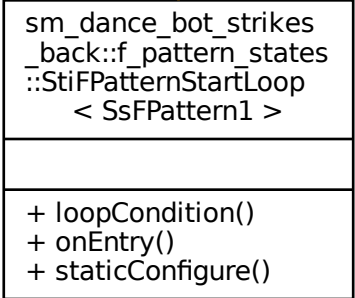 sm_dance_bot_strikes
_back::f_pattern_states
::StiFPatternStartLoop
< SsFPattern1 >
+ loopCondition()
+ onEntry()
+ staticConfigure()